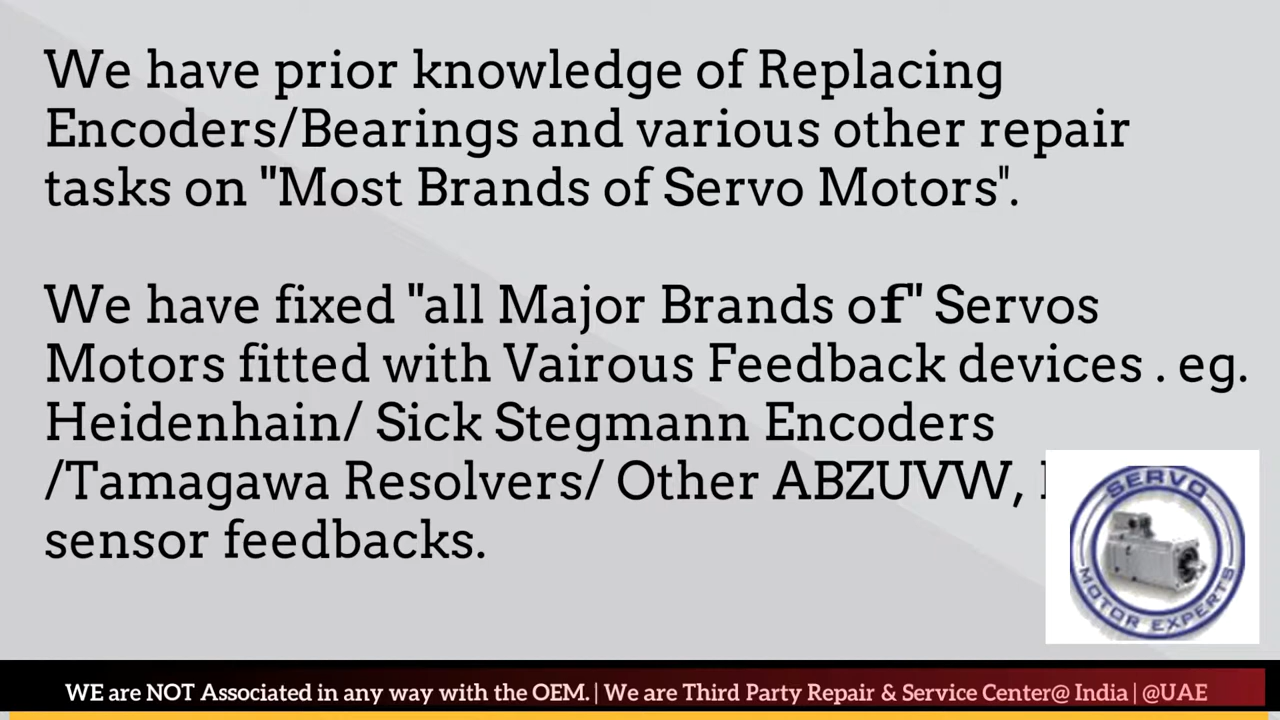 We have prior knowledge of Replacing
Encoders/Bearings and various other repair
tasks on "Most Brands of Servo Motors".
We have fixed "all Major Brands of" Servos
Motors fitted with Vairous Feedback devices . eg.
Heidenhain/ Sick Stegmann Encoders
/Tamagawa Resolvers/ Other ABZUVW,
sensor feedbacks.
SERVO
MOTOR EXPERTS
WE are NOT Associated in any way with the OEM. | We are Third Party Repair & Service Center@ India | @UAE